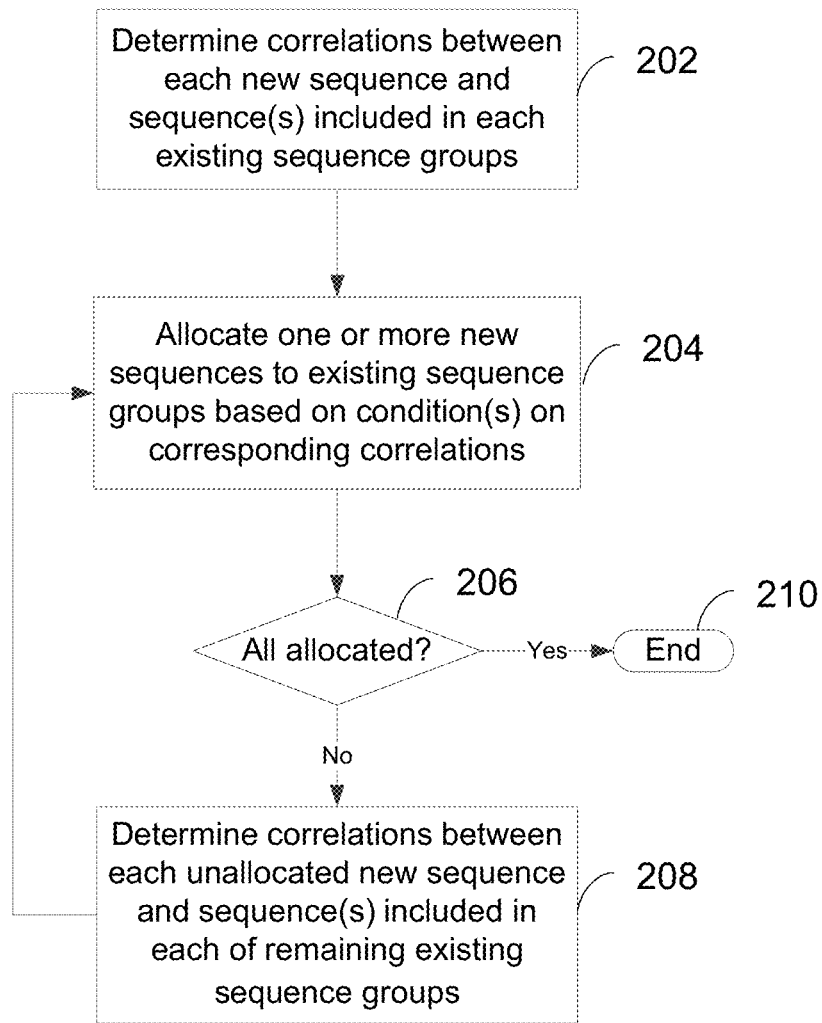 Determine correlations between
each new sequence and
sequence(s) included in each
existing sequence groups
202
Allocate one or more new
sequences to existing sequence
groups based on condition(s) on
corresponding correlations
204
206
All allocated?
Yes
End
210
No
Determine correlations between
each unallocated new sequence
and sequence(s) included in
each of remaining existing
sequence groups
208